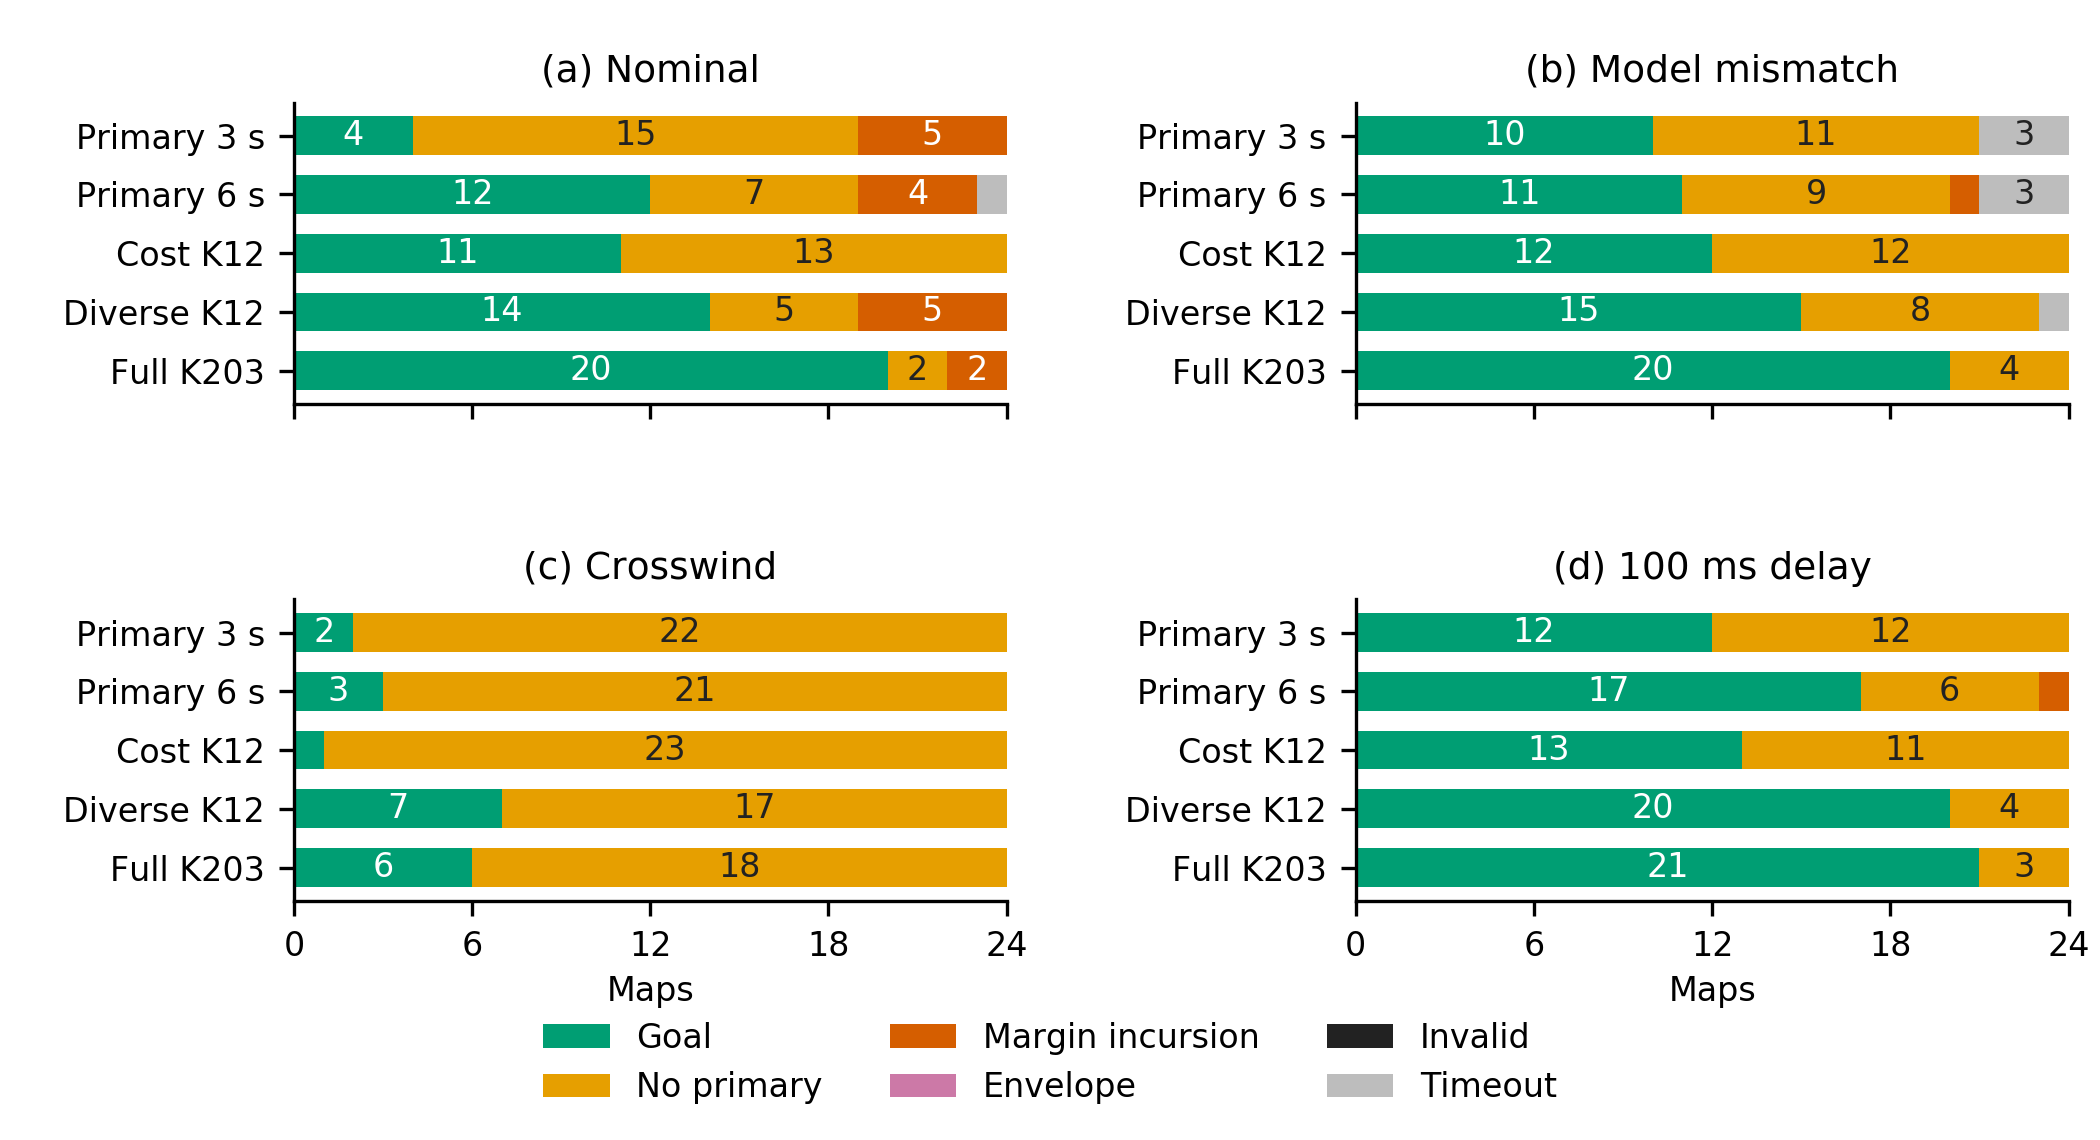 (a) Nominal
Primary 3 s 4 15 5
Primary 6 s 12 7 4
Cost K12 11 13
Diverse K12 14 5 5
Full K203 20 2 2
(b) Model mismatch
Primary 3 s 10 11 3
Primary 6 s 11 9 3
Cost K12 12 12
Diverse K12 15 8
Full K203 20 4
(c) Crosswind
Primary 3 s 2 22
Primary 6 s 3 21
Cost K12 23
Diverse K12 7 17
Full K203 6 18
0 6 12 18 24
Maps
(d) 100 ms delay
Primary 3 s 12 12
Primary 6 s 17 6
Cost K12 13 11
Diverse K12 20 4
Full K203 21 3
0 6 12 18 24
Maps
Goal Margin incursion Invalid
No primary Envelope Timeout